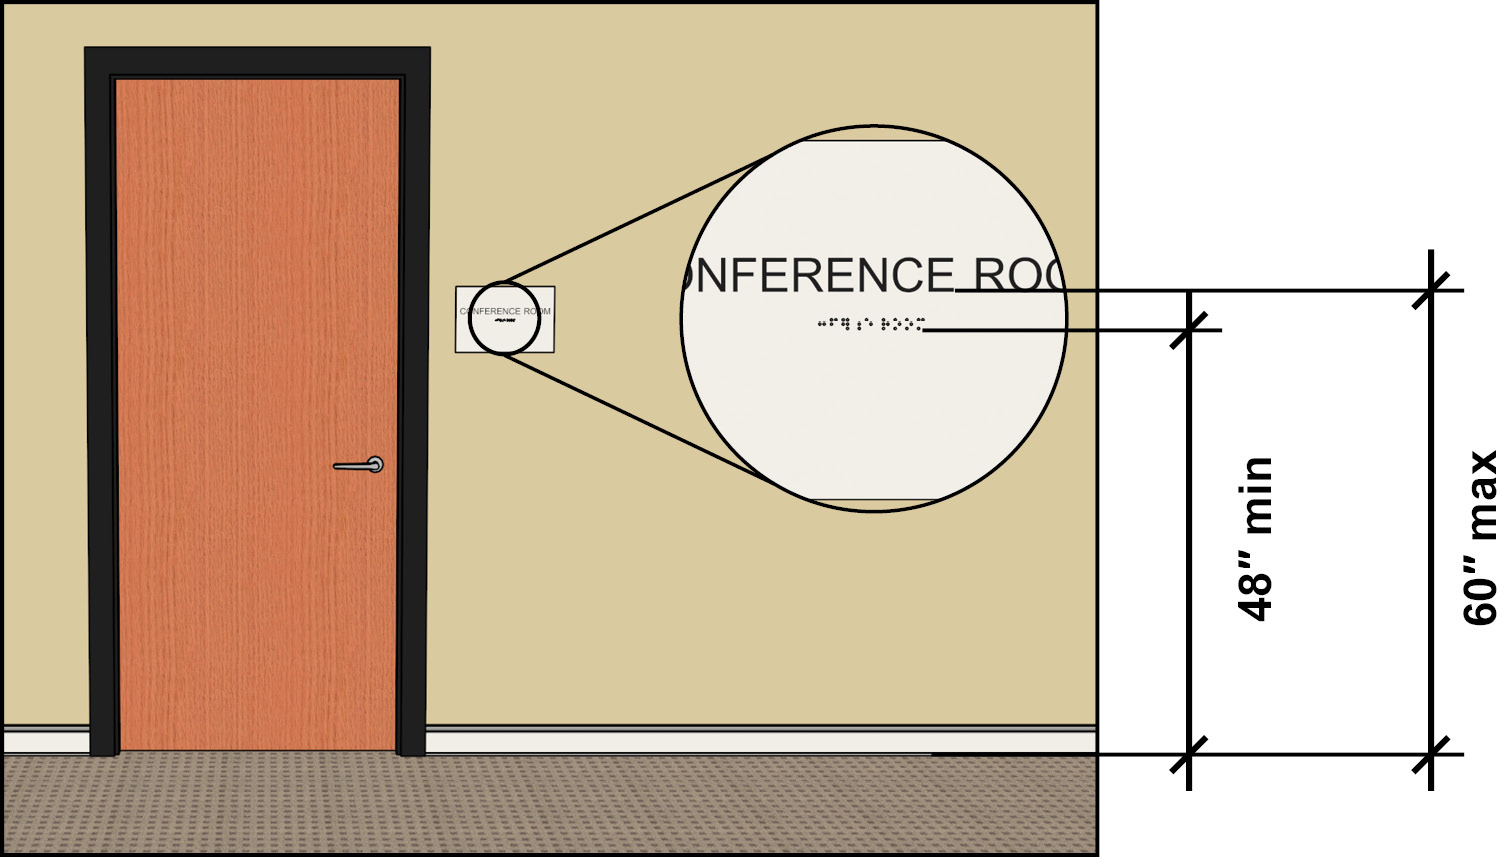 CONFERENCE ROOM
ONFERENCE ROO
48" min
60" max